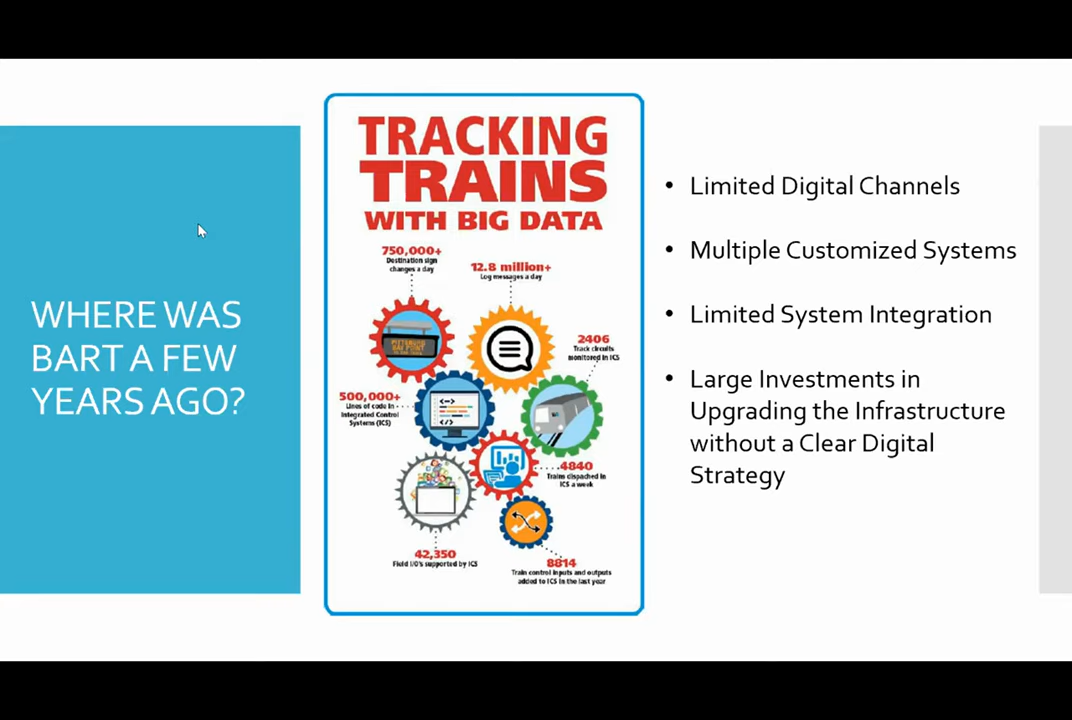 WHERE WAS
BART A FEW
YEARS AGO?
TRACKING
TRAINS
WITH BIG DATA
750,000+
Destination sign
changes a day
12.8 million+
Log messages a day
2406
Track circuits
monitored in ICS
500,000+
Lines of code in
Integrated Control
Systems (ICS)
4840
Trains dispached in
ICS a week
42,350
Field I/O's supported by ICS
8814
Train control inputs and outputs
added to ICS in the last year
• Limited Digital Channels
• Multiple Customized Systems
• Limited System Integration
• Large Investments in
Upgrading the Infrastructure
without a Clear Digital
Strategy